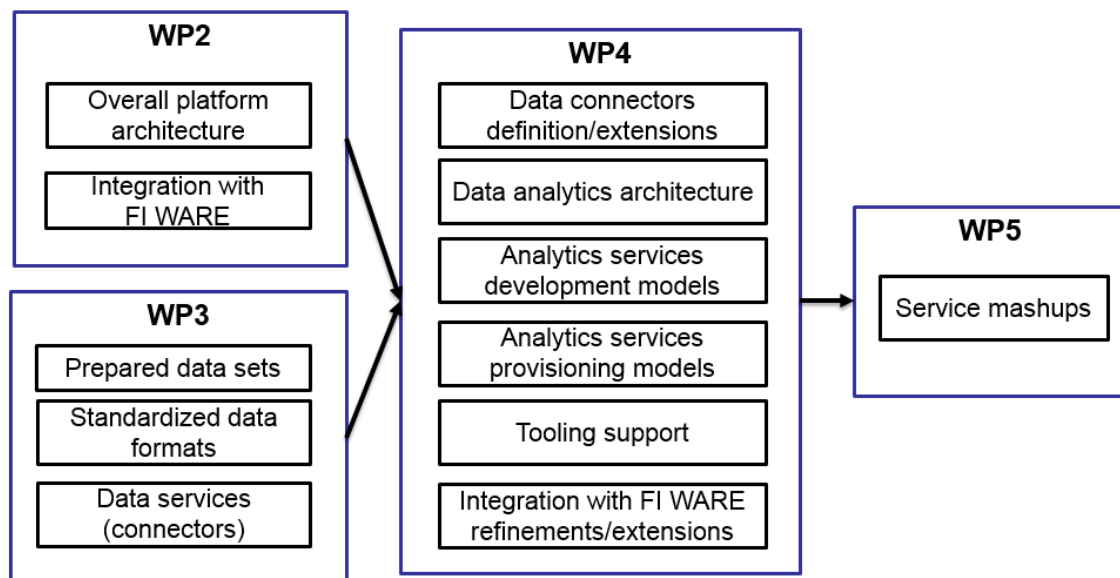 WP2
Overall platform
architecture
Integration with
FI WARE
WP3
Prepared data sets
Standardized data
formats
Data services
(connectors)
WP4
Data connectors
definition/extensions
Data analytics architecture
Analytics services
development models
Analytics services
provisioning models
Tooling support
Integration with FI WARE
refinements/extensions
WP5
Service mashups